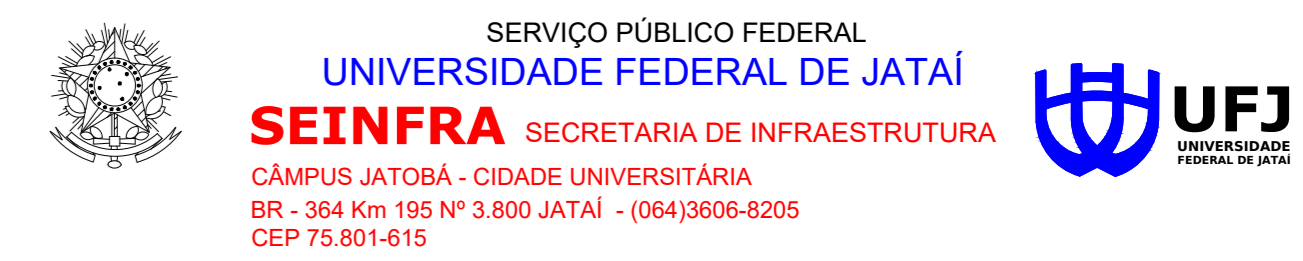 SERVIÇO PÚBLICO FEDERAL
UNIVERSIDADE FEDERAL DE JATAÍ
SEINFRA SECRETARIA DE INFRAESTRUTURA
CÂMPUS JATOBÁ - CIDADE UNIVERSITÁRIA
BR - 364 Km 195 Nº 3.800 JATAÍ - (064)3606-8205
CEP 75.801-615
UFJ
UNIVERSIDADE
FEDERAL DE JATAÍ